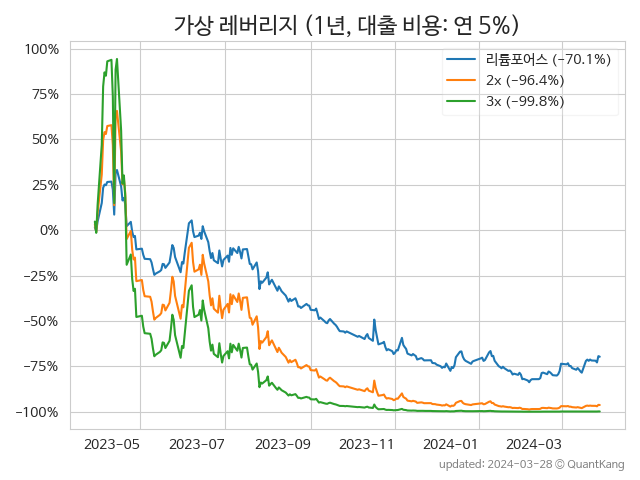 가상 레버리지 (1년, 대출 비용: 연 5%)
100%
75%
50%
25%
0%
−25%
−50%
−75%
−100%
리튬포어스 (−70.1%)
2x (−96.4%)
3x (−99.8%)
2023-05 2023-07 2023-09 2023-11 2024-01 2024-03
updated: 2024-03-28 © QuantKang